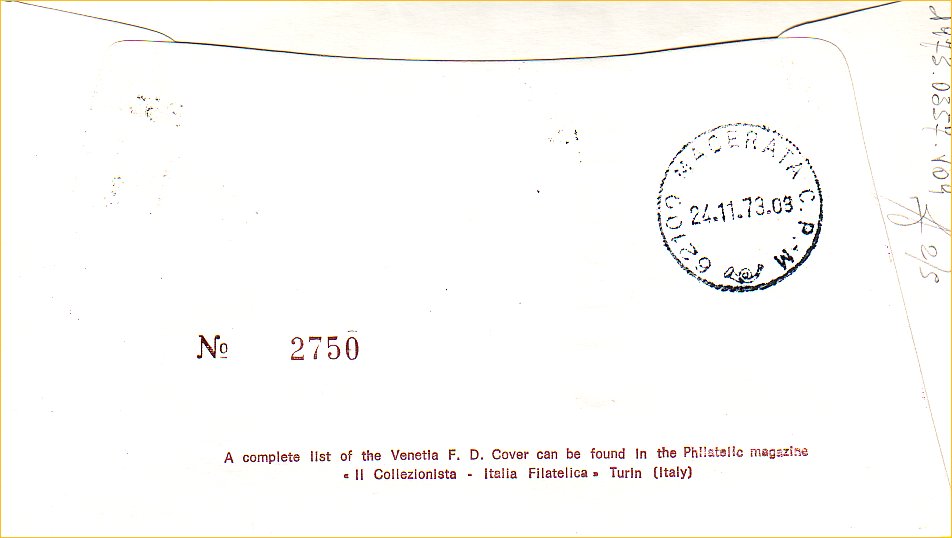 62100 MACERATA C.P.-M
24.11.73.03
No 2750
A complete list of the Venetia F. D. Cover can be found in the Philatelic magazine
« Il Collezionista - Italia Filatelica » Turin (Italy)